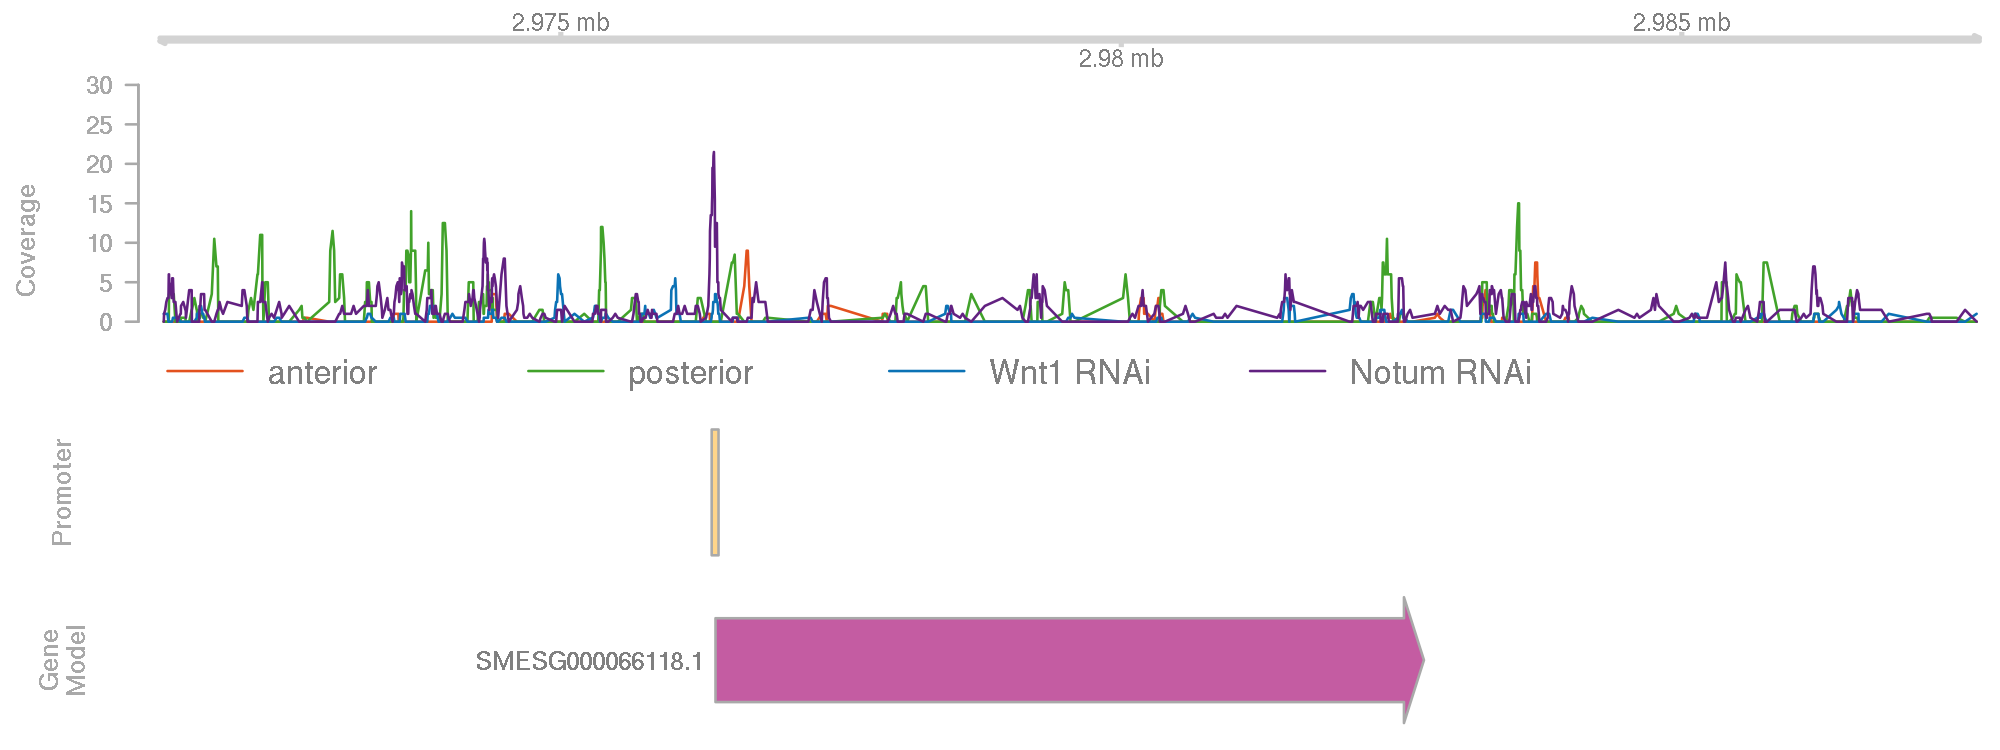 2.975 mb
2.985 mb
2.98 mb
30
25
20
15
10
5
0
Coverage
anterior
posterior
Wnt1 RNAi
Notum RNAi
Promoter
Gene
Model
SMESG000066118.1